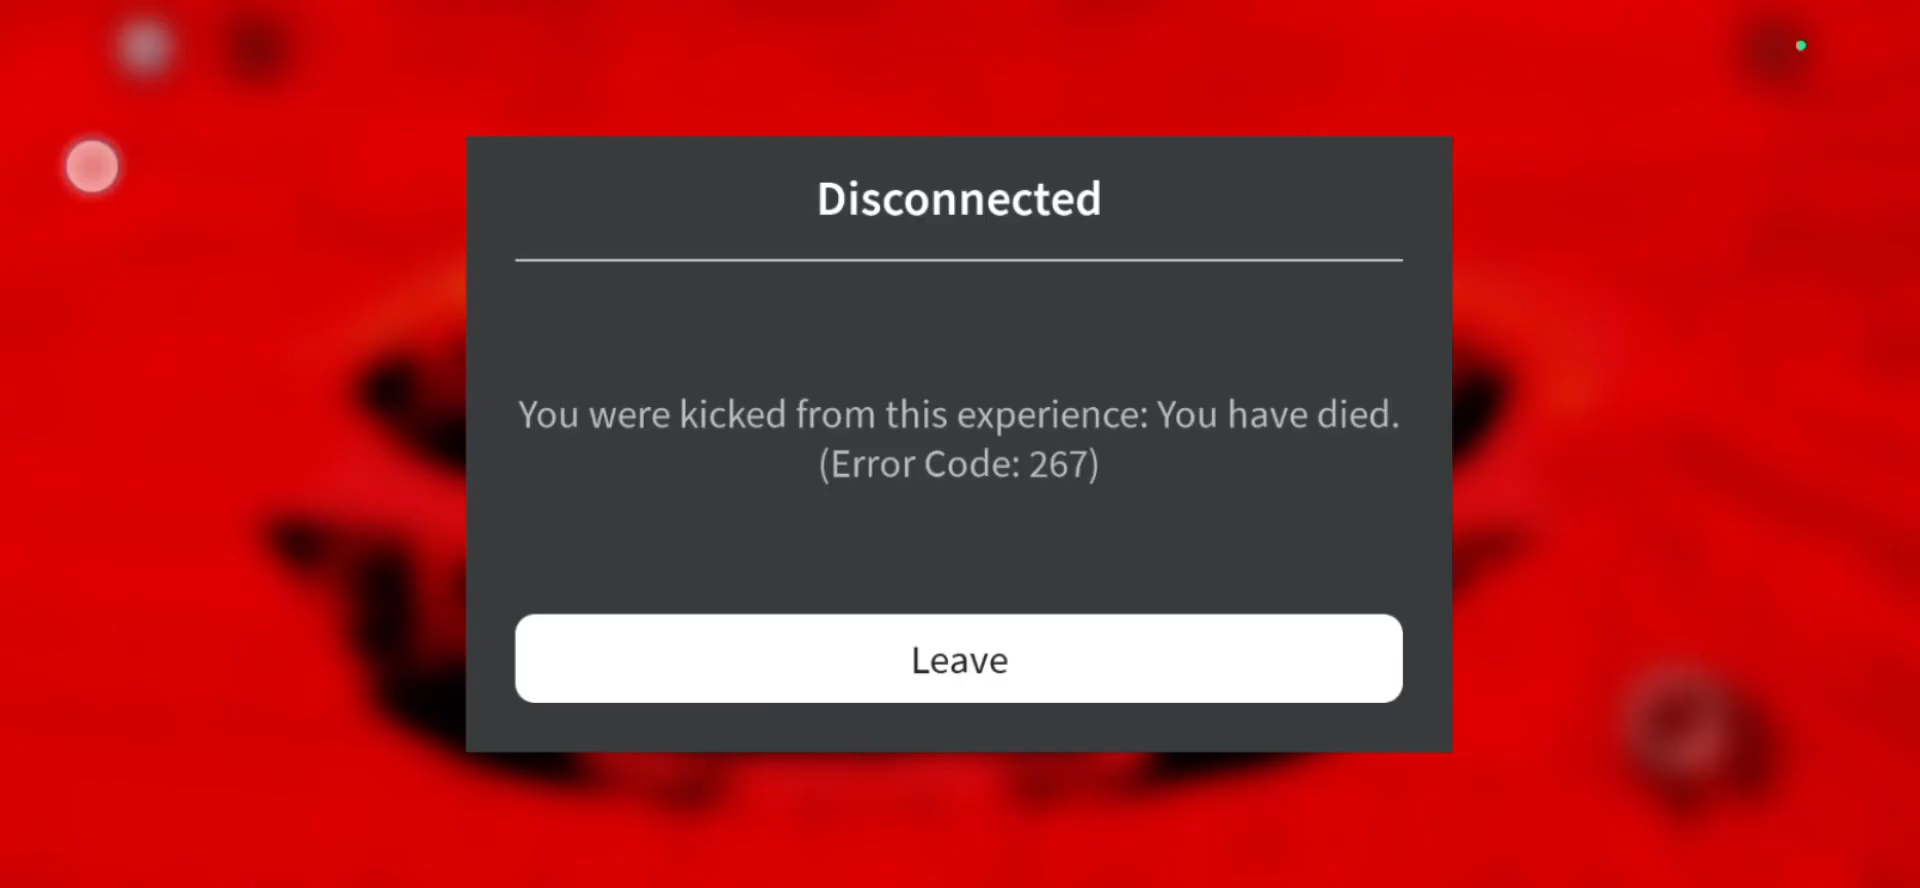 Disconnected
You were kicked from this experience: You have died.
(Error Code: 267)
Leave